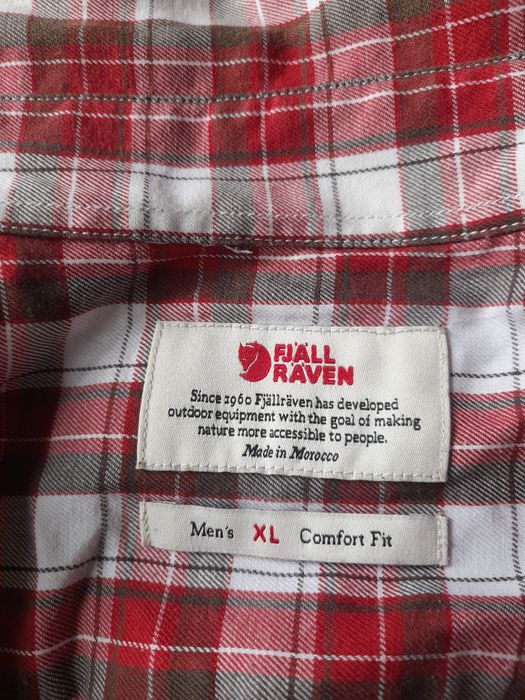 FJÄLL
RÄVEN
Since 1960 Fjällräven has developed
outdoor equipment with the goal of making
nature more accessible to people.
Made in Morocco
Men's XL Comfort Fit